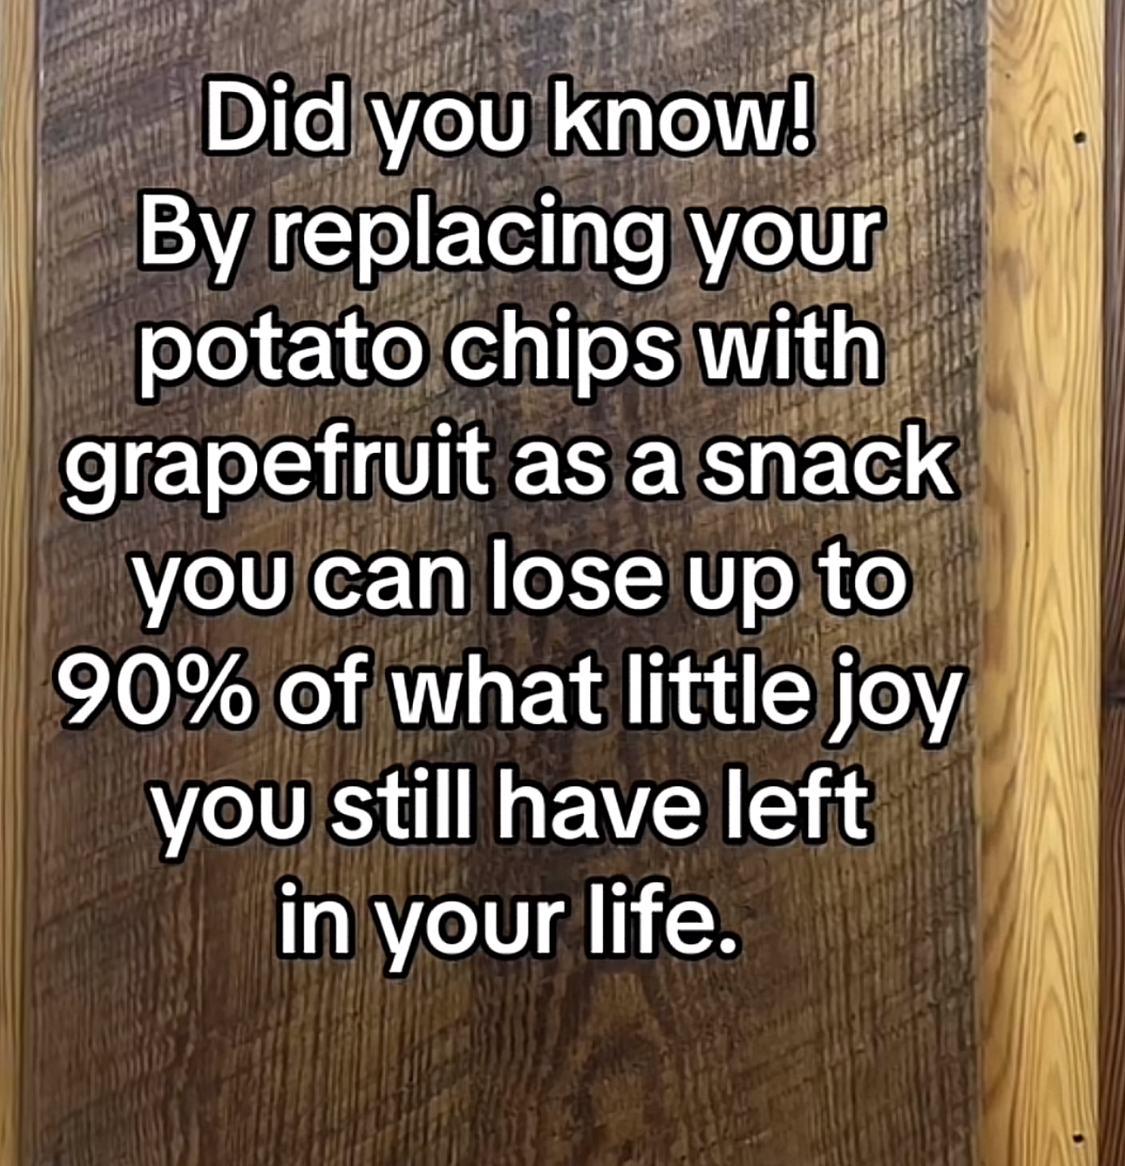 Did you know!
By replacing your
potato chips with
grapefruit as a snack
you can lose up to
90% of what little joy
you still have left
in your life.